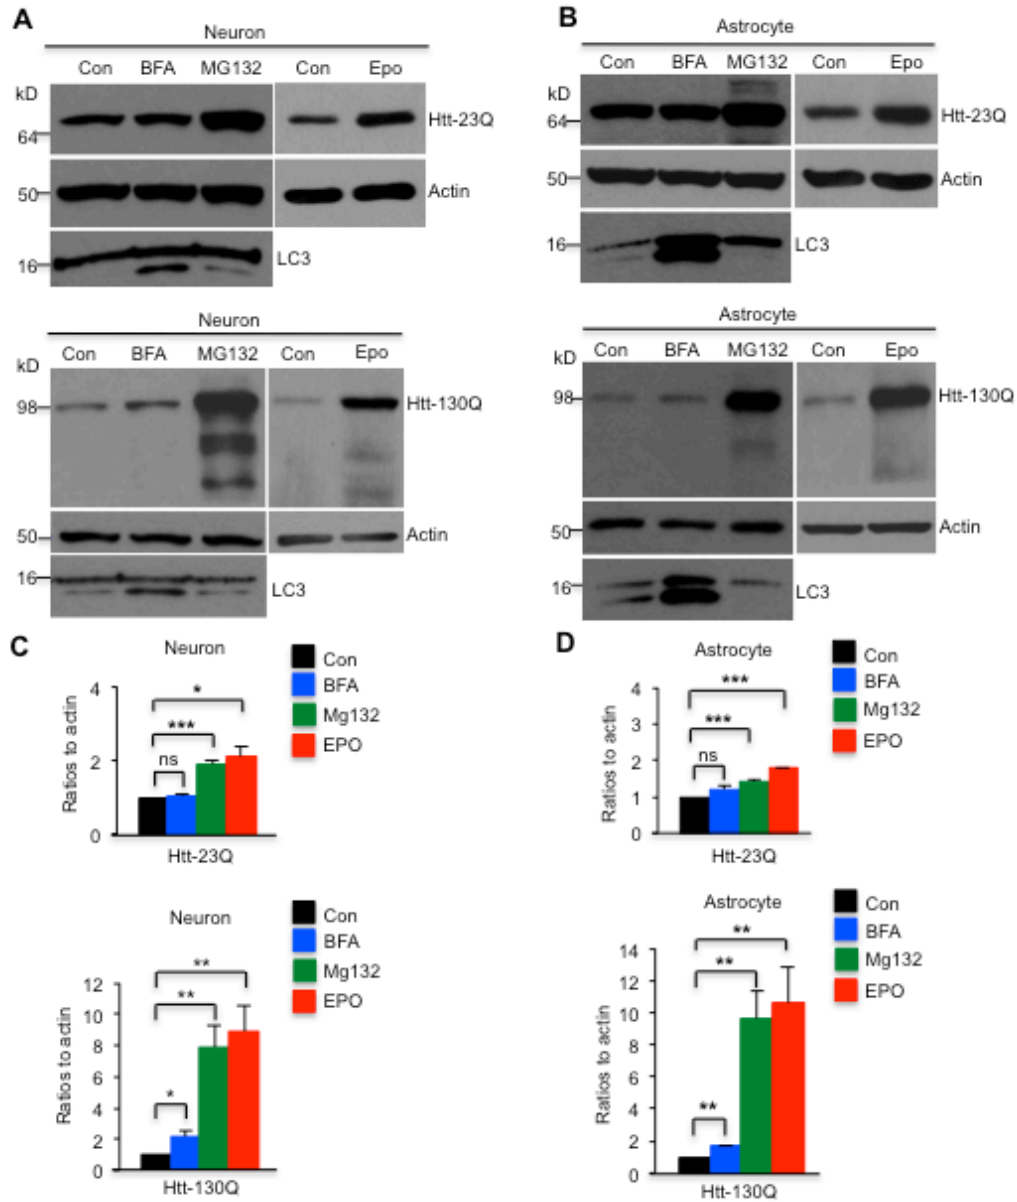 A
Neuron
Con BFA MG132 Con Epo
kD
Htt-23Q
64
50
Actin
16
LC3
Neuron
Con BFA MG132 Con Epo
kD
98
Htt-130Q
50
Actin
16
LC3
B
Astrocyte
Con BFA MG132 Con Epo
kD
64
Htt-23Q
50
Actin
16
LC3
Astrocyte
Con BFA MG132 Con Epo
kD
98
Htt-130Q
50
Actin
16
LC3
C
Neuron
Con
BFA
Mg132
EPO
Ratios to actin
4
2
0
ns
***
*
Htt-23Q
Neuron
Con
BFA
Mg132
EPO
Ratios to actin
12
10
8
6
4
2
0
*
**
**
Htt-130Q
D
Astrocyte
Con
BFA
Mg132
EPO
Ratios to actin
4
3
2
1
0
ns
***
***
Htt-23Q
Astrocyte
Con
BFA
Mg132
EPO
Ratios to actin
14
12
10
8
6
4
2
0
**
**
**
Htt-130Q